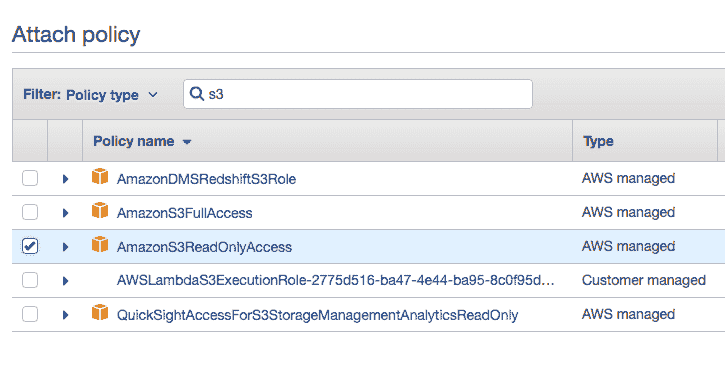 Attach policy
Filter: Policy type s3
Policy name Type
AmazonDMSRedshiftS3Role AWS managed
AmazonS3FullAccess AWS managed
AmazonS3ReadOnlyAccess AWS managed
AWSLambdaS3ExecutionRole-2775d516-ba47-4e44-ba95-8c0f95d... Customer managed
QuickSightAccessForS3StorageManagementAnalyticsReadOnly AWS managed